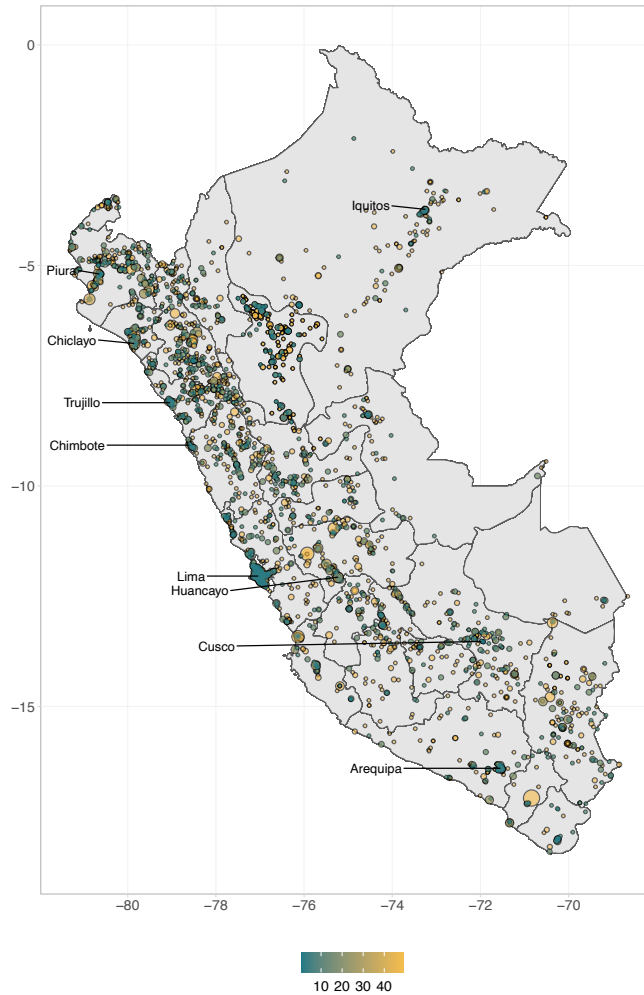 0
Iquitos
−5
Piura
Chiclayo
Trujillo
Chimbote
−10
Lima
Huancayo
Cusco
−15
Arequipa
−80 −78 −76 −74 −72 −70
10 20 30 40